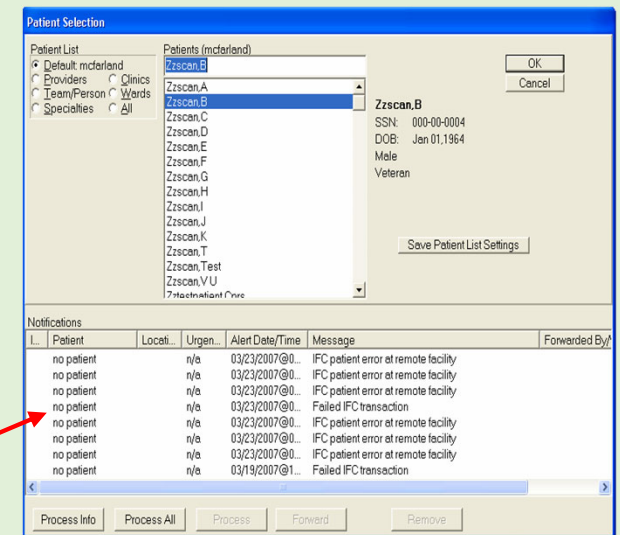 Patient Selection
Patient List
Default: mcfarland
Providers Clinics
Team/Person Wards
Specialties All
Patients (mcfarland)
Zzscan,B
Zzscan,A
Zzscan,B
Zzscan,C
Zzscan,D
Zzscan,E
Zzscan,F
Zzscan,G
Zzscan,H
Zzscan,I
Zzscan,J
Zzscan,K
Zzscan,T
Zzscan,Test
Zzscan,V U
Zztestpatient Cprs
OK
Cancel
Zzscan,B
SSN: 000-00-0004
DOB: Jan 01,1964
Male
Veteran
Save Patient List Settings
Notifications
I... Patient Locati... Urgen... Alert Date/Time Message Forwarded By/
no patient n/a 03/23/2007@0... IFC patient error at remote facility
no patient n/a 03/23/2007@0... IFC patient error at remote facility
no patient n/a 03/23/2007@0... IFC patient error at remote facility
no patient n/a 03/23/2007@0... Failed IFC transaction
no patient n/a 03/23/2007@0... IFC patient error at remote facility
no patient n/a 03/23/2007@0... IFC patient error at remote facility
no patient n/a 03/23/2007@0... IFC patient error at remote facility
no patient n/a 03/19/2007@1... Failed IFC transaction
Process Info Process All Process Forward Remove